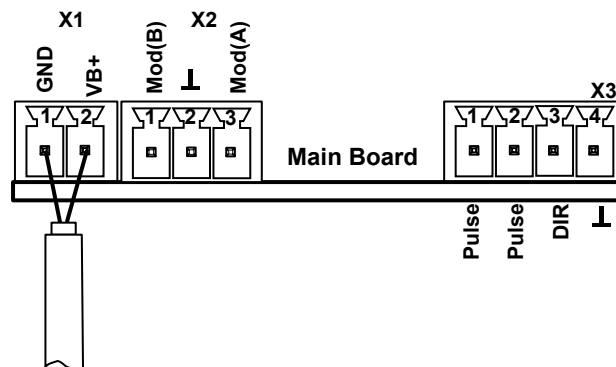 X1
X2
GND
VB+
Mod(B)
⊥
Mod(A)
X3
1
2
1
2
3
1
2
3
4
Main Board
Pulse
Pulse
DIR
⊥